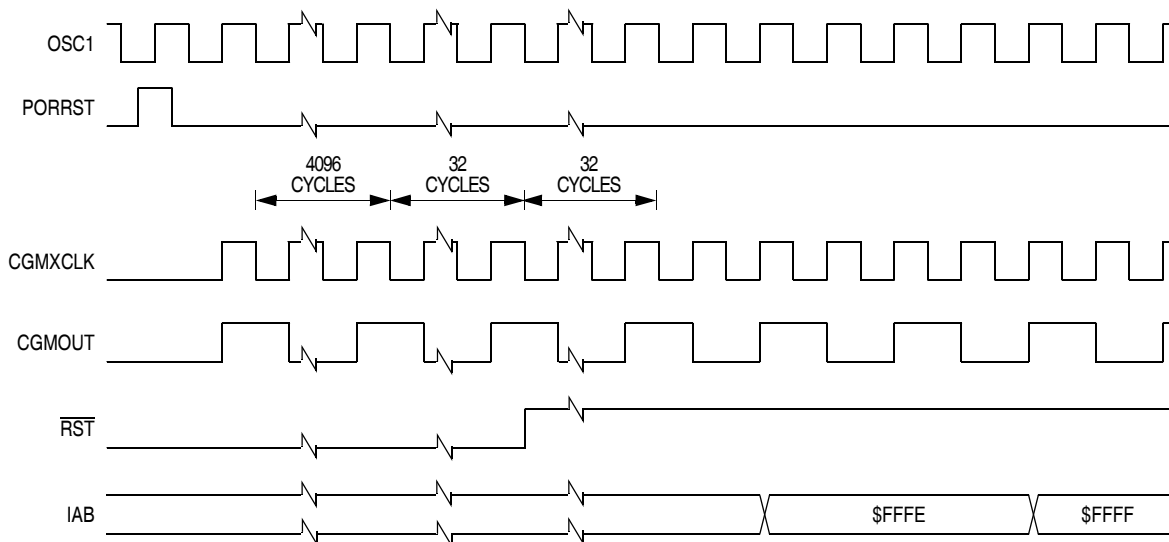 OSC1
PORRST
4096
CYCLES
32
CYCLES
32
CYCLES
CGMXCLK
CGMOUT
RST
IAB
$FFFE
$FFFF